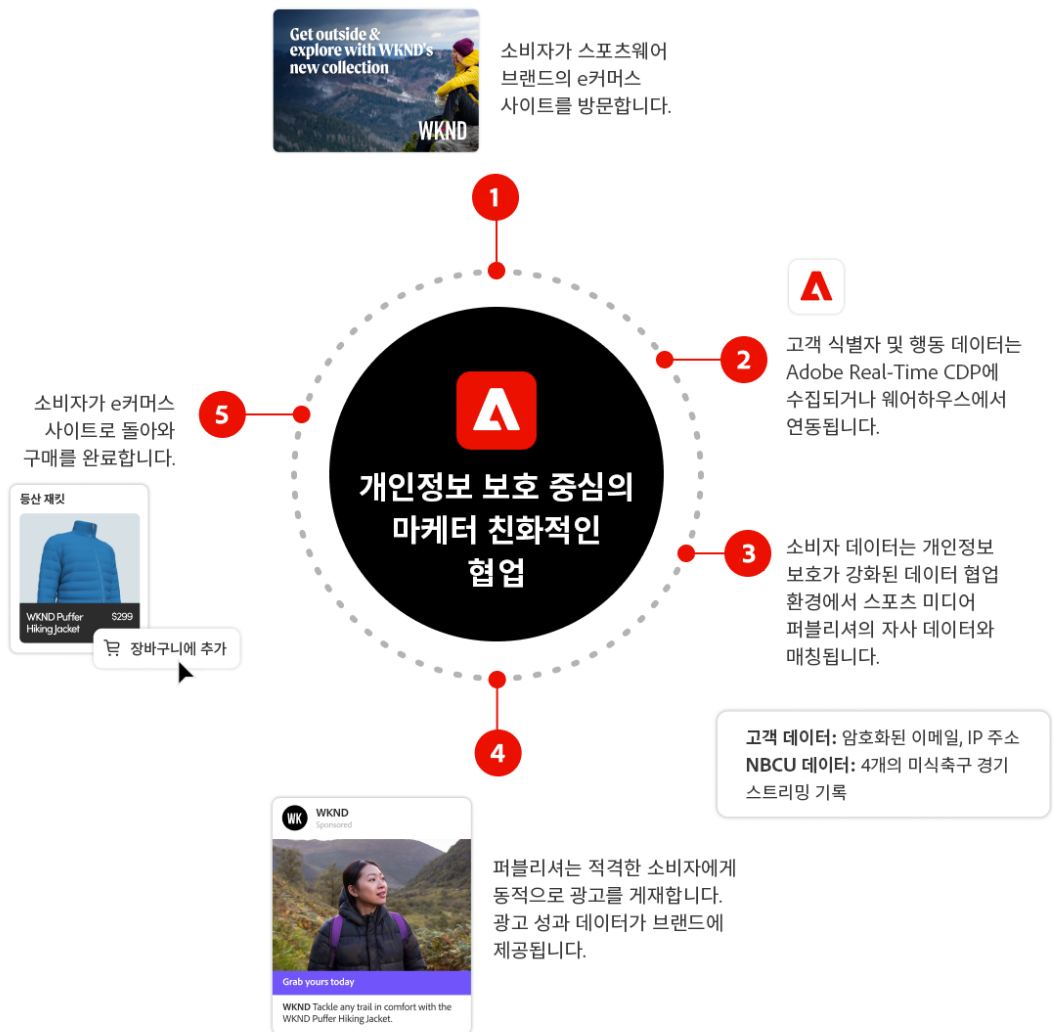 Get outside &
explore with WKND's
new collection
WKND
소비자가 스포츠웨어
브랜드의 e커머스
사이트를 방문합니다.
1
2
고객 식별자 및 행동 데이터는
Adobe Real-Time CDP에
수집되거나 웨어하우스에서
연동됩니다.
개인정보 보호 중심의
마케터 친화적인
협업
3
소비자 데이터는 개인정보
보호가 강화된 데이터 협업
환경에서 스포츠 미디어
퍼블리셔의 자사 데이터와
매칭됩니다.
고객 데이터: 암호화된 이메일, IP 주소
NBCU 데이터: 4개의 미식축구 경기
스트리밍 기록
4
WK
WKND
Sponsored
Grab yours today
WKND Tackle any trail in comfort with the
WKND Puffer Hiking Jacket.
퍼블리셔는 적격한 소비자에게
동적으로 광고를 게재합니다.
광고 성과 데이터가 브랜드에
제공됩니다.
5
소비자가 e커머스
사이트로 돌아와
구매를 완료합니다.
등산 재킷
WKND Puffer $299
Hiking Jacket
장바구니에 추가